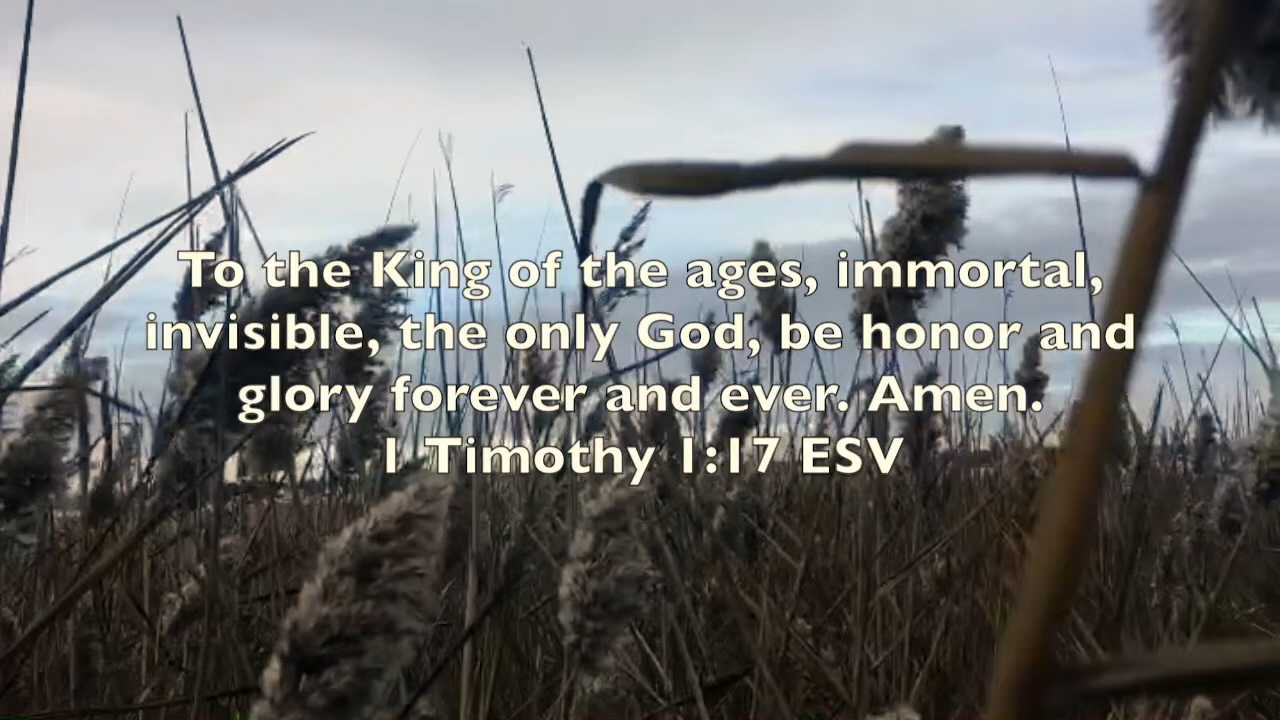 To the King of the ages, immortal,
invisible, the only God, be honor and
glory forever and ever. Amen.
1 Timothy 1:17 ESV